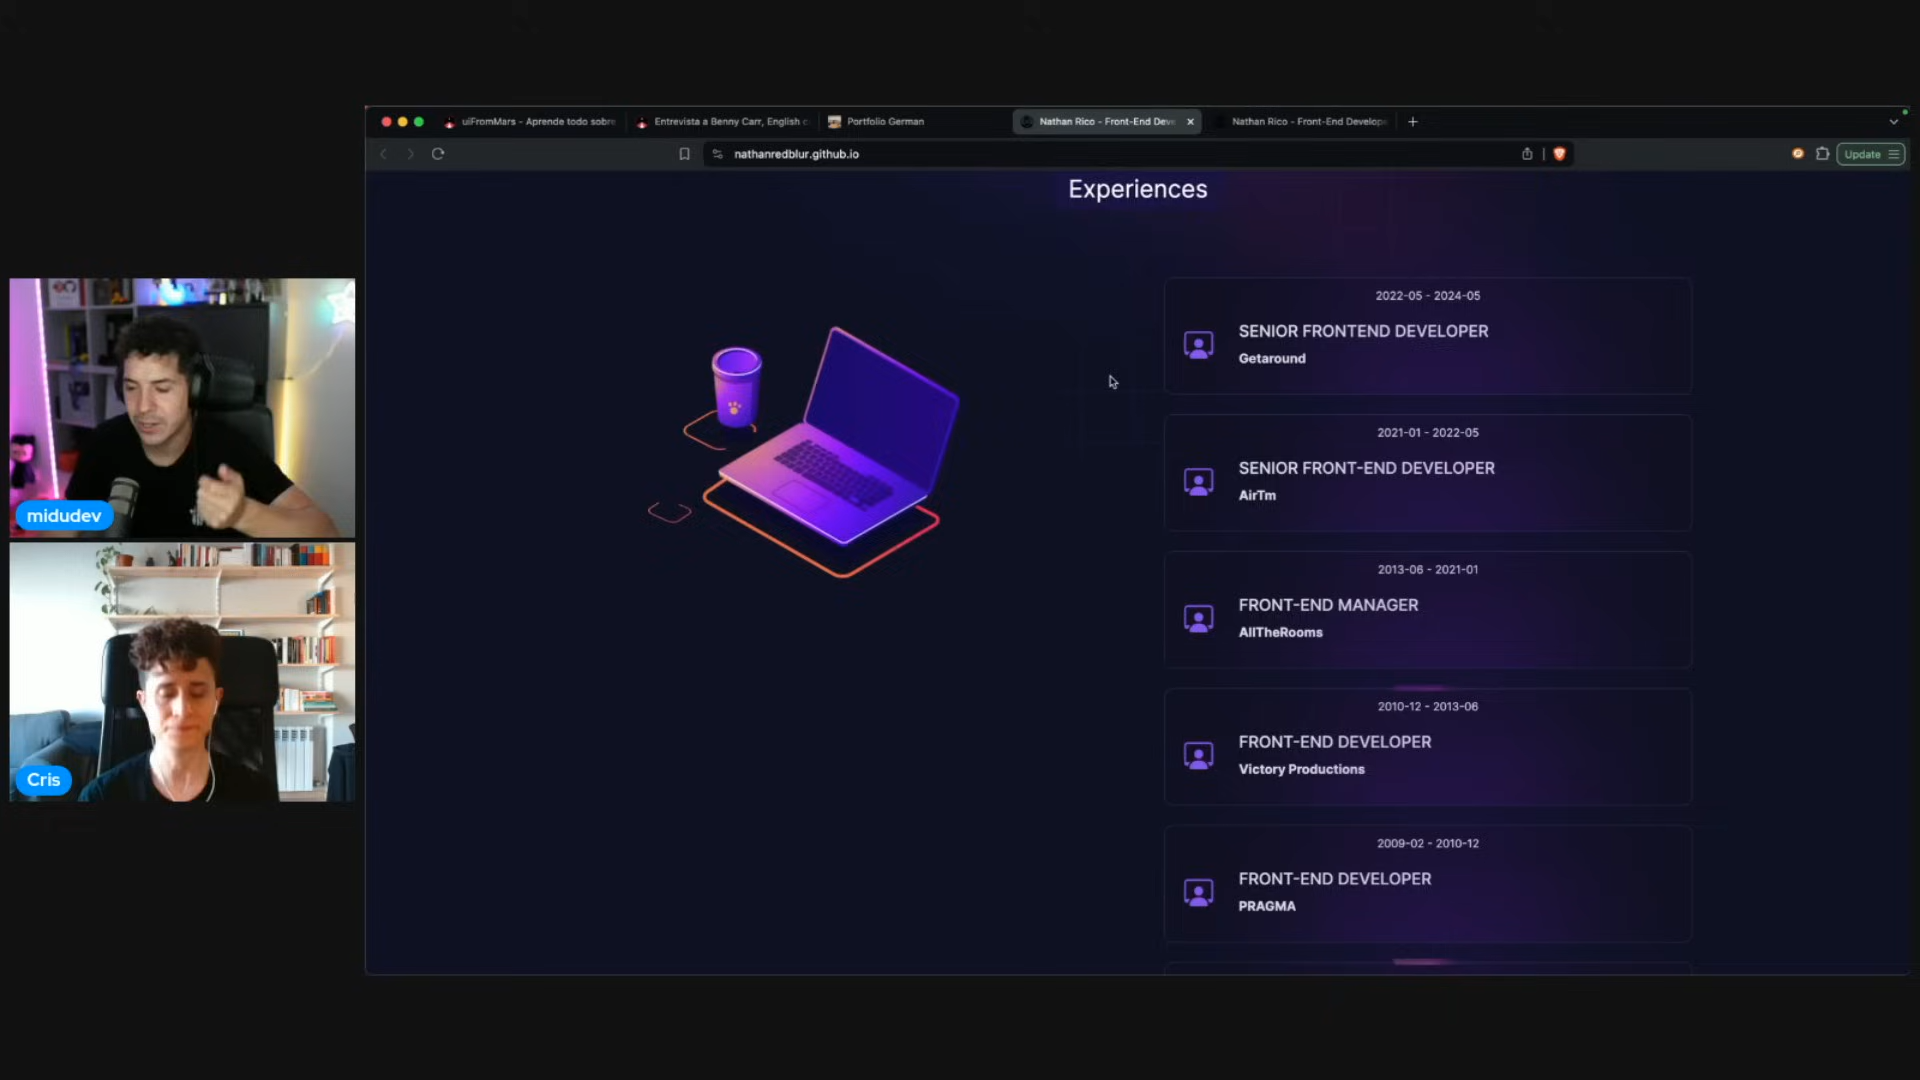 uiFromMars - Aprende todo sobre
Entrevista a Benny Carr, English c
Portfolio German
Nathan Rico - Front-End Deve
Nathan Rico - Front-End Develope
nathanredblur.github.io
Update
Experiences
2022-05 - 2024-05
SENIOR FRONTEND DEVELOPER
Getaround
2021-01 - 2022-05
SENIOR FRONT-END DEVELOPER
AirTm
2013-06 - 2021-01
FRONT-END MANAGER
AllTheRooms
2010-12 - 2013-06
FRONT-END DEVELOPER
Victory Productions
2009-02 - 2010-12
FRONT-END DEVELOPER
PRAGMA
midudev
Cris